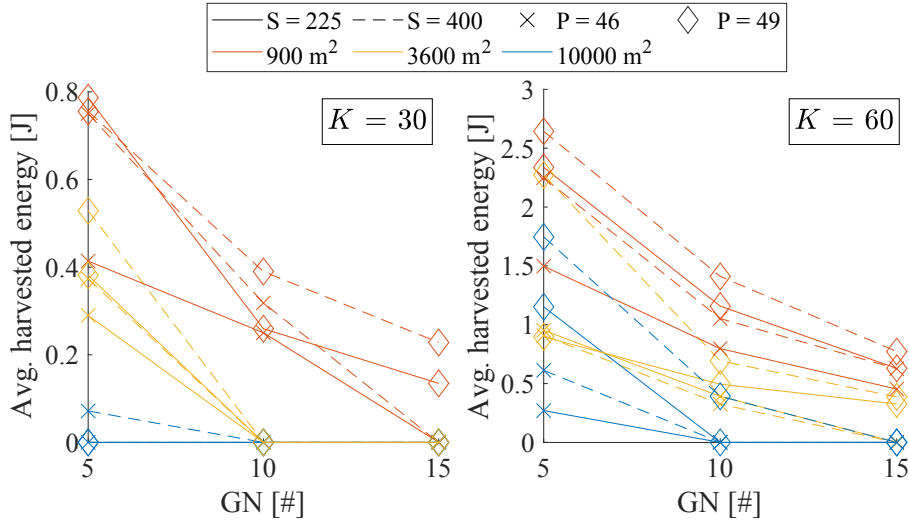 S = 225 S = 400 P = 46 P = 49
900 m² 3600 m² 10000 m²
K = 30
Avg. harvested energy [J]
0.8
0.6
0.4
0.2
0
5 10 15
GN [#]
K = 60
Avg. harvested energy [J]
3
2.5
2
1.5
1
0.5
0
5 10 15
GN [#]